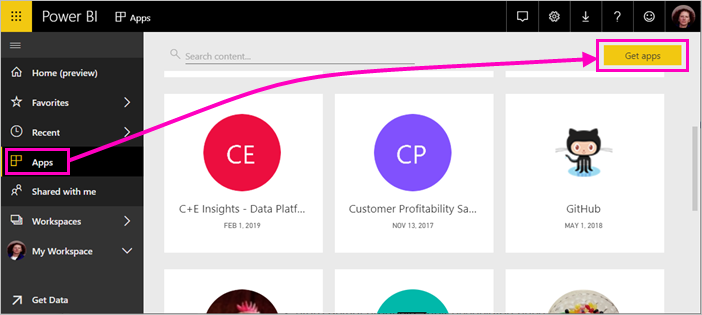 Power BI Apps
Search content...
Get apps
Home (preview)
Favorites
Recent
Apps
Shared with me
Workspaces
My Workspace
Get Data
CE
C+E Insights - Data Platf...
FEB 1, 2019
CP
Customer Profitability Sa...
NOV 13, 2017
GitHub
MAY 1, 2018